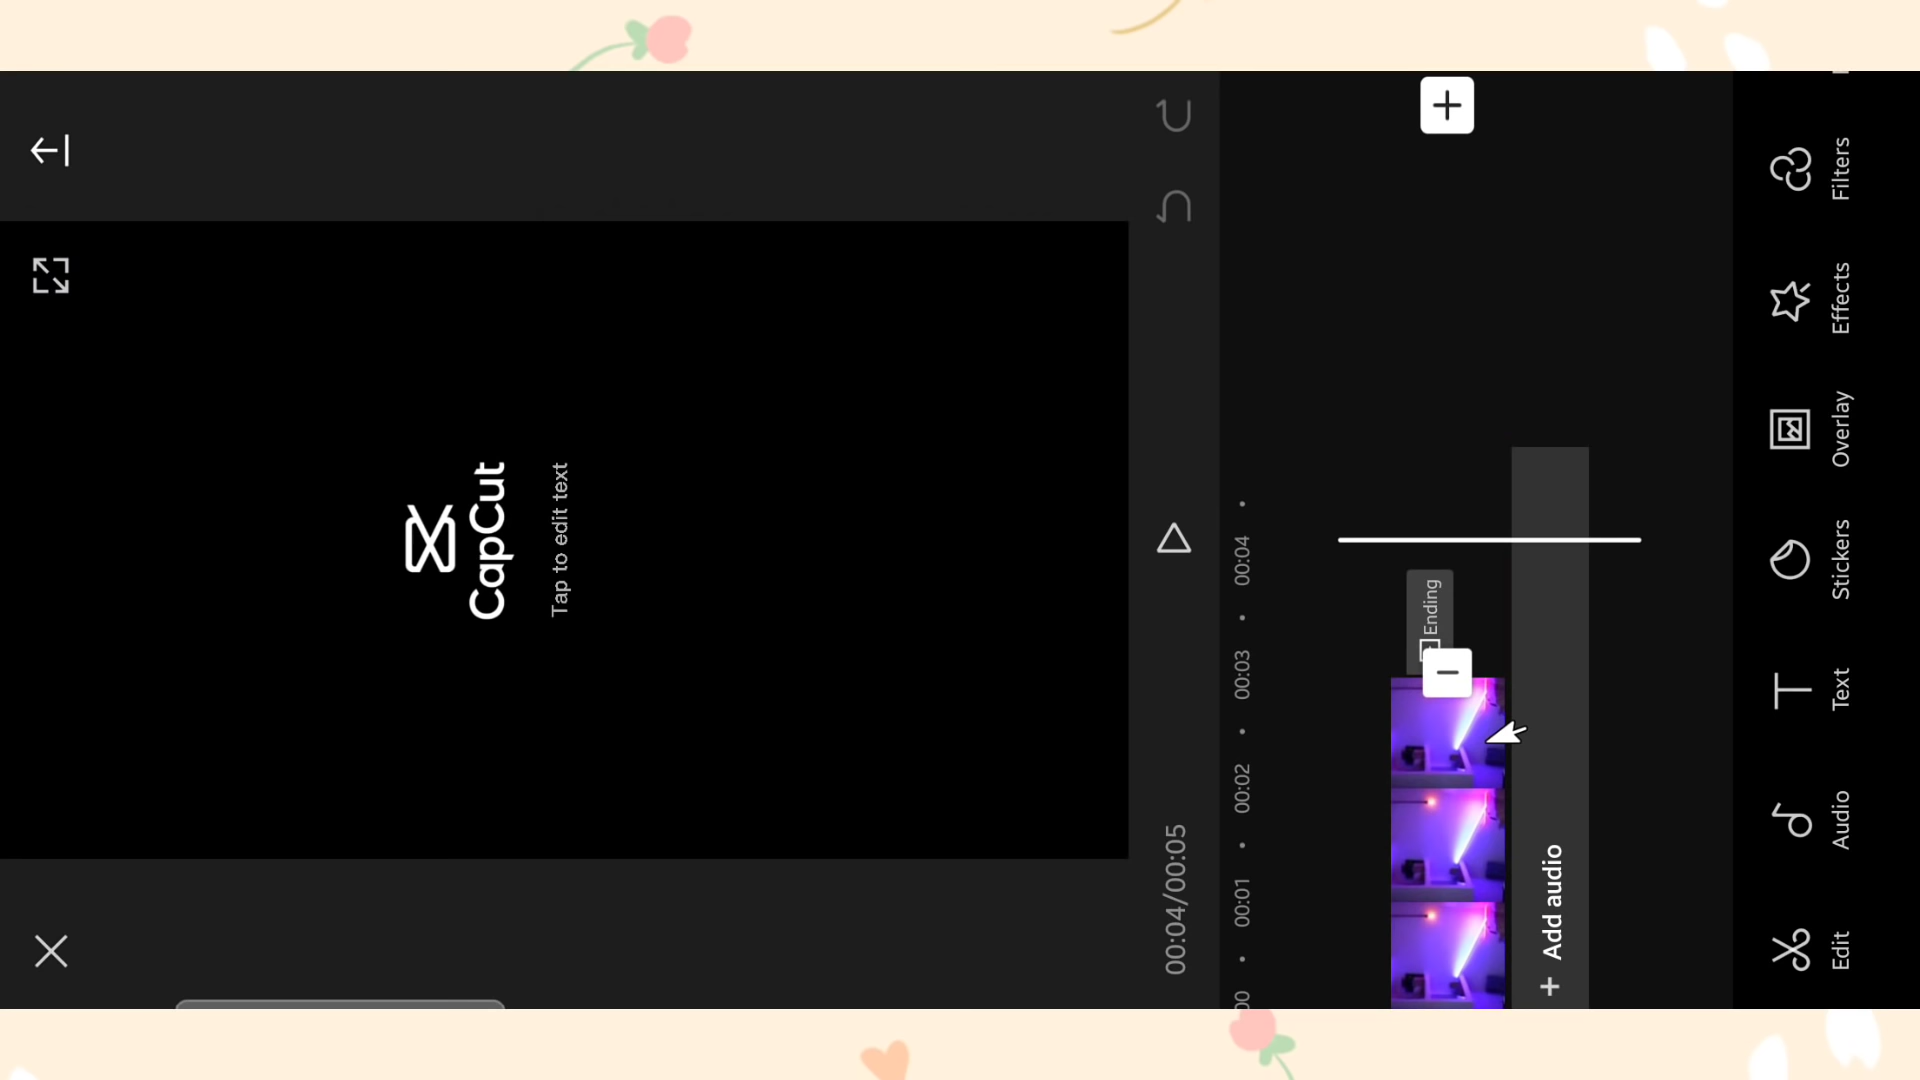 CapCut
Tap to edit text
00:04/00:05
00
00:01
00:02
00:03
00:04
Ending
+ Add audio
Edit
Audio
Text
Stickers
Overlay
Effects
Filters